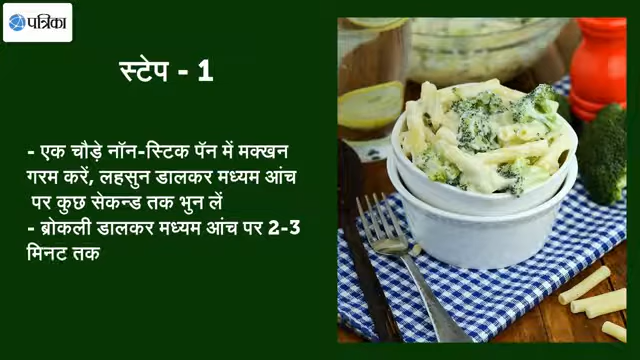 पत्रिका
स्टेप - 1
- एक चौड़े नॉन-स्टिक पॅन में मक्खन
गरम करें, लहसुन डालकर मध्यम आंच
पर कुछ सेकन्ड तक भुन लें
- ब्रोकली डालकर मध्यम आंच पर 2-3
मिनट तक